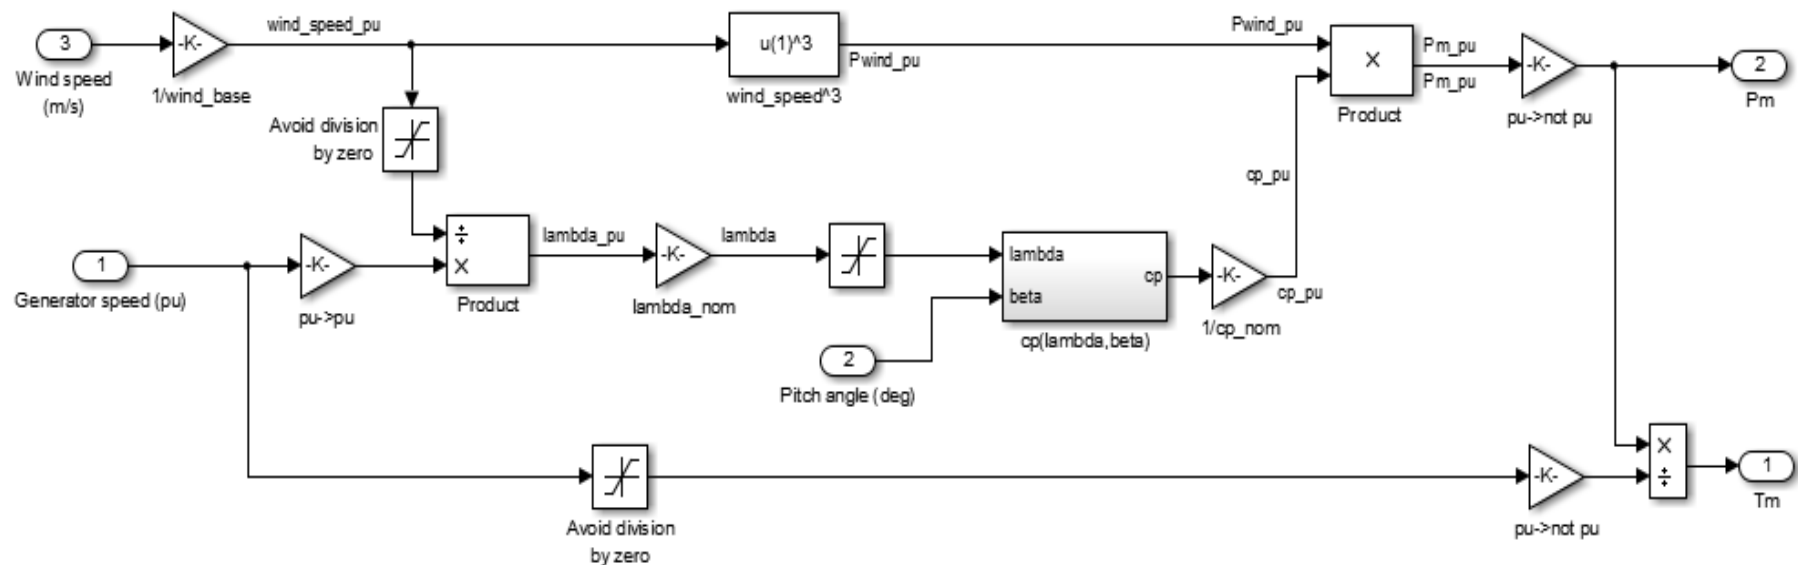 3
Wind speed
(m/s)
-K-
1/wind_base
wind_speed_pu
u(1)^3
wind_speed^3
Pwind_pu
Pwind_pu
X
Product
Pm_pu
Pm_pu
-K-
pu->not pu
2
Pm
Avoid division
by zero
1
Generator speed (pu)
-K-
pu->pu
÷
X
Product
lambda_pu
-K-
lambda_nom
lambda
lambda
beta
cp
cp(lambda,beta)
2
Pitch angle (deg)
-K-
1/cp_nom
cp_pu
cp_pu
Avoid division
by zero
-K-
pu->not pu
X
÷
1
Tm